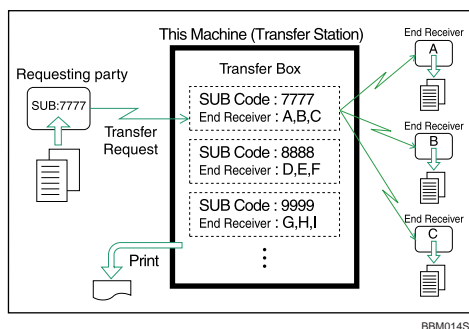 This Machine (Transfer Station)
Requesting party
SUB:7777
Transfer
Request
Transfer Box
SUB Code : 7777
End Receiver : A,B,C
SUB Code : 8888
End Receiver : D,E,F
SUB Code : 9999
End Receiver : G,H,I
Print
End Receiver
A
End Receiver
B
End Receiver
C
BBM014S